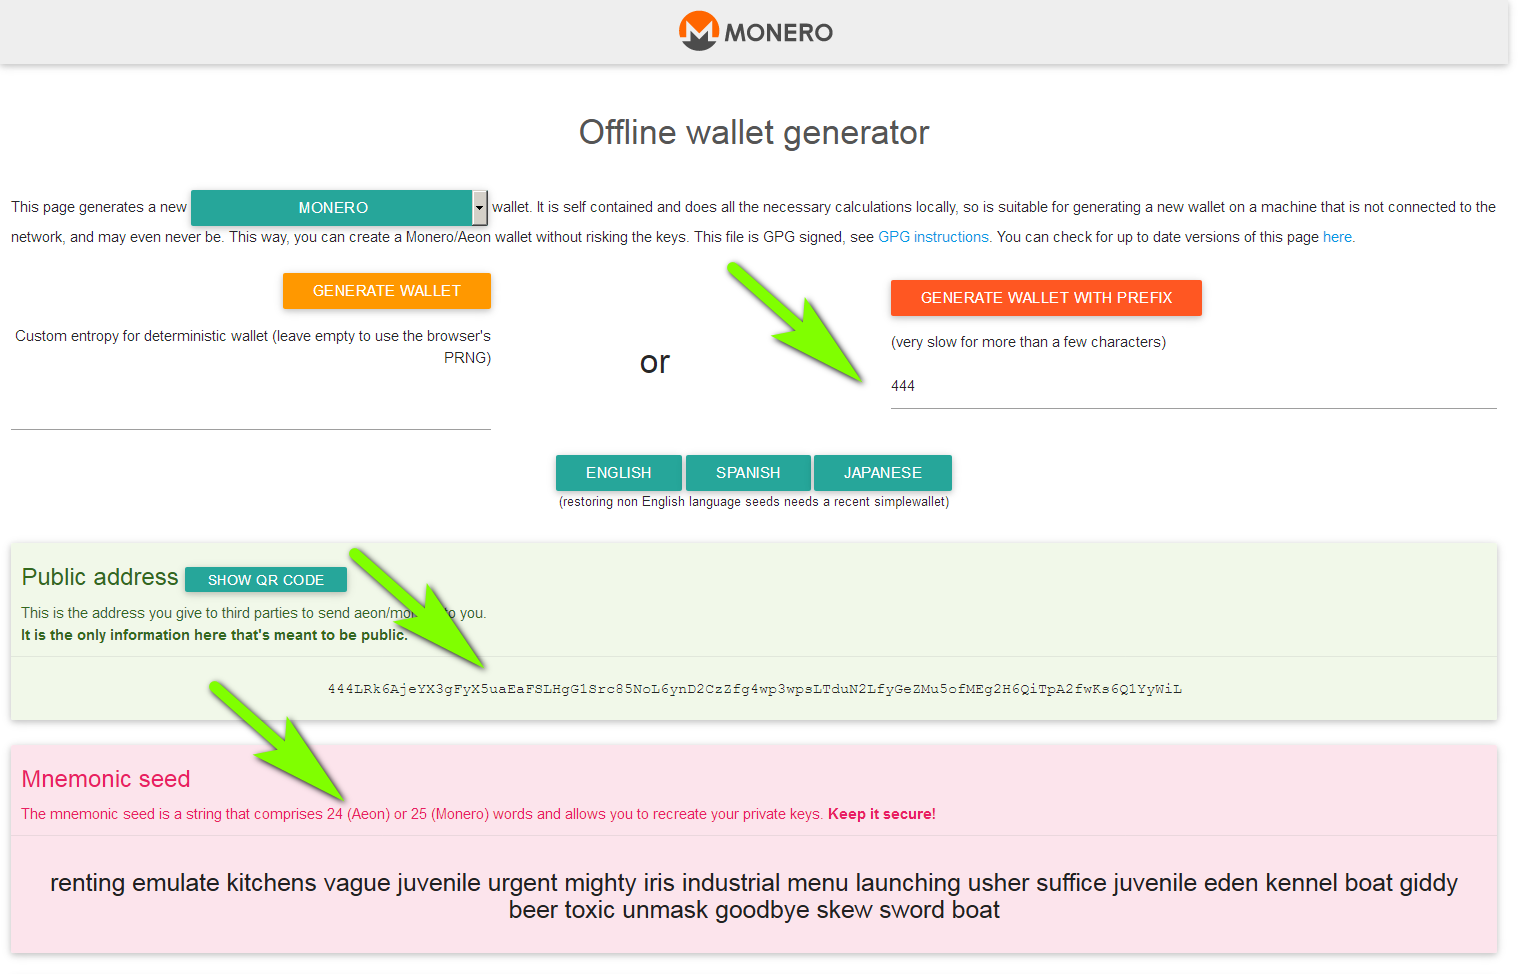 MONERO
Offline wallet generator
This page generates a new MONERO wallet. It is self contained and does all the necessary calculations locally, so is suitable for generating a new wallet on a machine that is not connected to the
network, and may even never be. This way, you can create a Monero/Aeon wallet without risking the keys. This file is GPG signed, see GPG instructions. You can check for up to date versions of this page here.
GENERATE WALLET
Custom entropy for deterministic wallet (leave empty to use the browser's
PRNG)
or
GENERATE WALLET WITH PREFIX
(very slow for more than a few characters)
444
ENGLISH SPANISH JAPANESE
(restoring non English language seeds needs a recent simplewallet)
Public address SHOW QR CODE
This is the address you give to third parties to send to you.
It is the only information here that's meant to be public.
444LRk6AjeYX3gFyX5uaEaFSLHgG1Src85NoL6ynD2CzZfg4wp3wpsLTduN2LfyGeZMu5ofMEg2H6QiTpA2fwKs6Q1YyWiL
Mnemonic seed
The mnemonic seed is a string that comprises 24 (Aeon) or 25 (Monero) words and allows you to recreate your private keys. Keep it secure!
renting emulate kitchens vague juvenile urgent mighty iris industrial menu launching usher suffice juvenile eden kennel boat giddy
beer toxic unmask goodbye skew sword boat